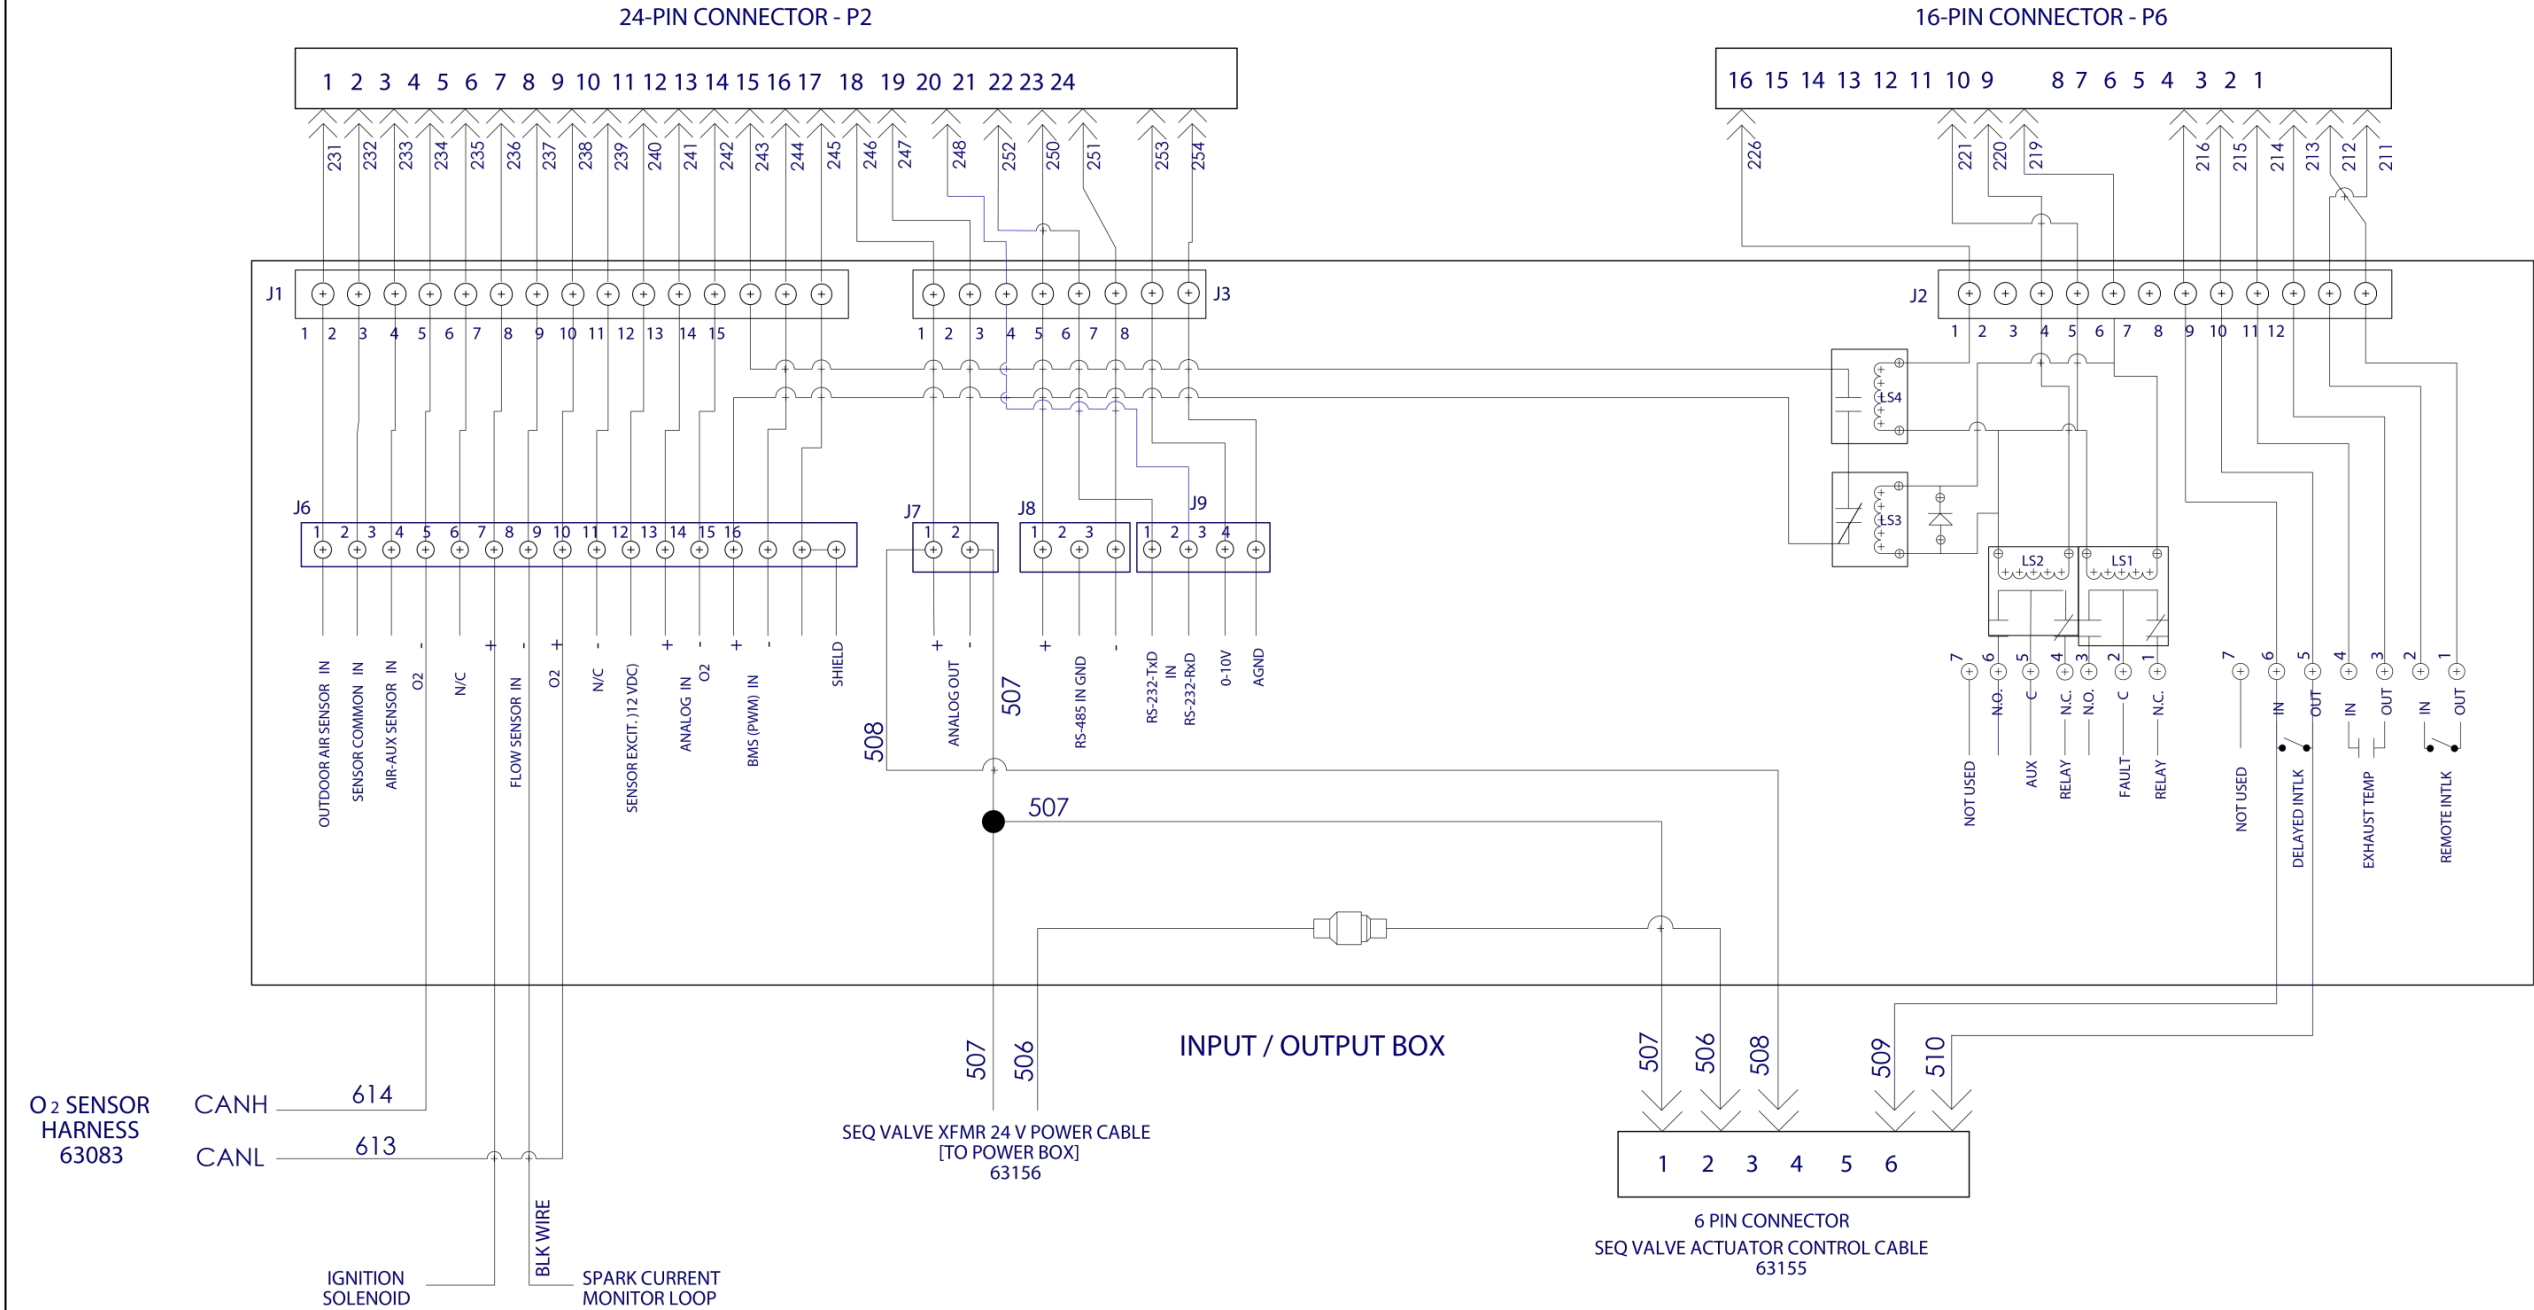 24-PIN CONNECTOR - P2
16-PIN CONNECTOR - P6
1 2 3 4 5 6 7 8 9 10 11 12 13 14 15 16 17 18 19 20 21 22 23 24
16 15 14 13 12 11 10 9 8 7 6 5 4 3 2 1
231 232 233 234 235 236 237 238 239 240 241 242 243 244 245 246 247 248 252 250 251 253 254
226 221 220 219 216 215 214 213 212 211
J1
J3
J2
1 2 3 4 5 6 7 8 9 10 11 12 13 14 15
1 2 3 4 5 6 7 8
1 2 3 4 5 6 7 8 9 10 11 12
LS4
LS3
LS2
LS1
J6
J7
J8
J9
1 2 3 4 5 6 7 8 9 10 11 12 13 14 15 16
1 2
1 2 3
1 2 3 4
OUTDOOR AIR SENSOR IN
SENSOR COMMON IN
AIR-AUX SENSOR IN
O2 -
N/C
+
FLOW SENSOR IN
-
O2 +
N/C -
SENSOR EXCIT. )12 VDC)
+
ANALOG IN
O2 -
+
BMS (PWM) IN
-
SHIELD
+
ANALOG OUT
-
508
507
+
RS-485 IN GND
-
RS-232-TxD
IN
RS-232-RxD
0-10V
AGND
7 6 5 4 3 2 1
N.O. C N.C. N.O. C N.C.
NOT USED
AUX
RELAY
FAULT
RELAY
7 6 5 4 3 2 1
IN OUT IN OUT IN OUT
NOT USED
DELAYED INTLK
EXHAUST TEMP
REMOTE INTLK
507
INPUT / OUTPUT BOX
507
506
507
506
508
509
510
O2 SENSOR
HARNESS
63083
CANH
614
CANL
613
SEQ VALVE XFMR 24 V POWER CABLE
[TO POWER BOX]
63156
1 2 3 4 5 6
6 PIN CONNECTOR
SEQ VALVE ACTUATOR CONTROL CABLE
63155
BLK WIRE
IGNITION
SOLENOID
SPARK CURRENT
MONITOR LOOP